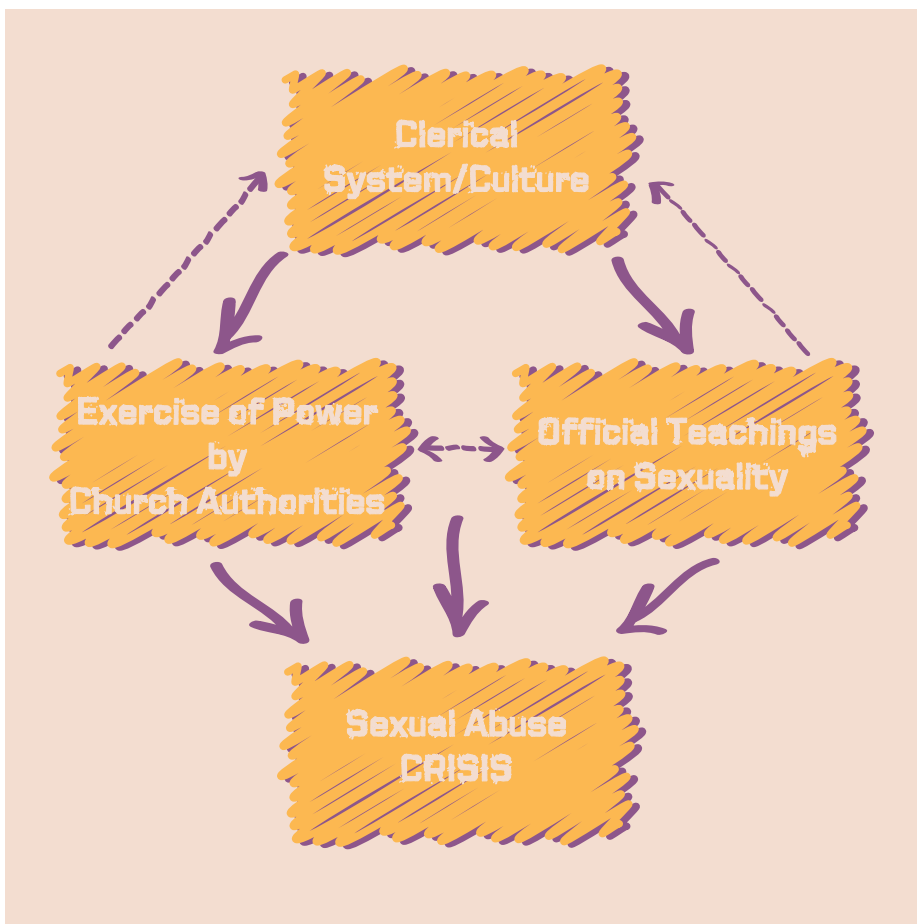 Clerical
System/Culture
Exercise of Power
by
Church Authorities
Official Teachings
on Sexuality
Sexual Abuse
CRISIS